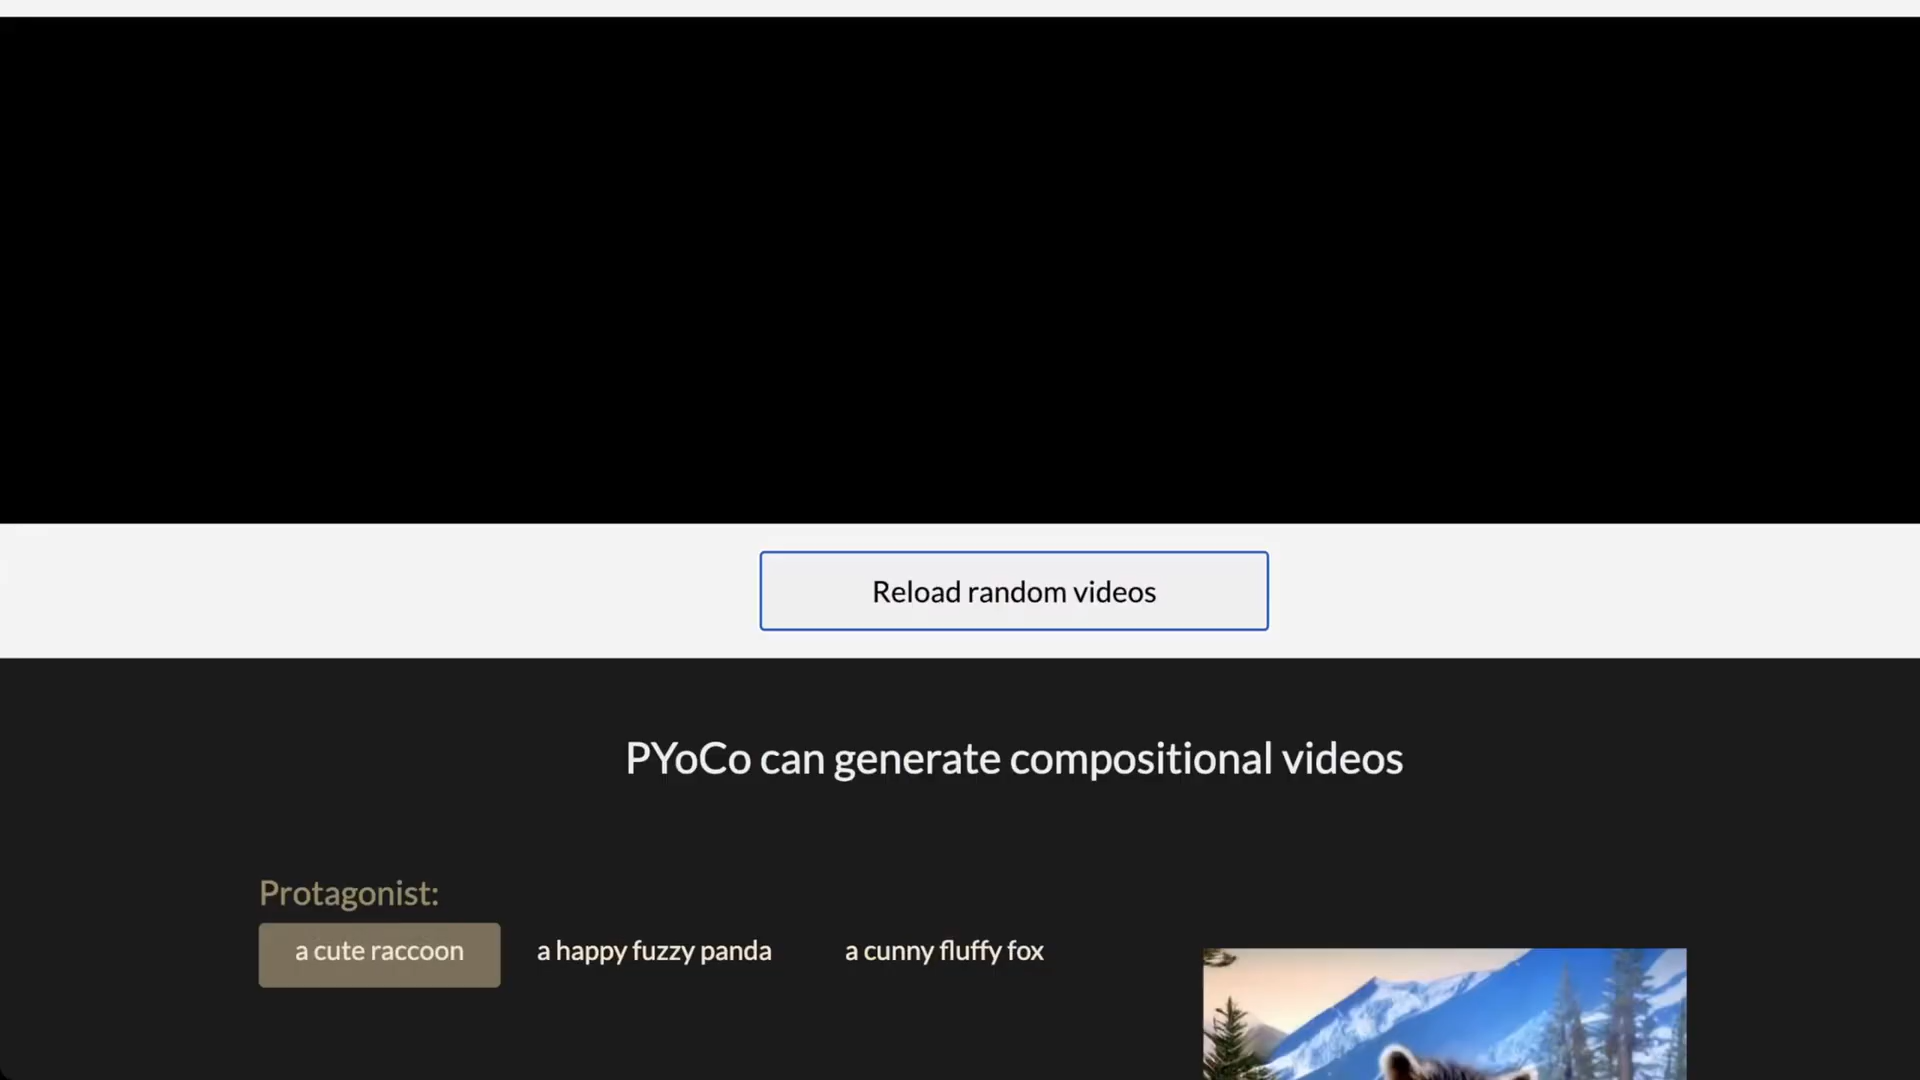 Reload random videos
PYoCo can generate compositional videos
Protagonist:
a cute raccoon
a happy fuzzy panda
a cunny fluffy fox